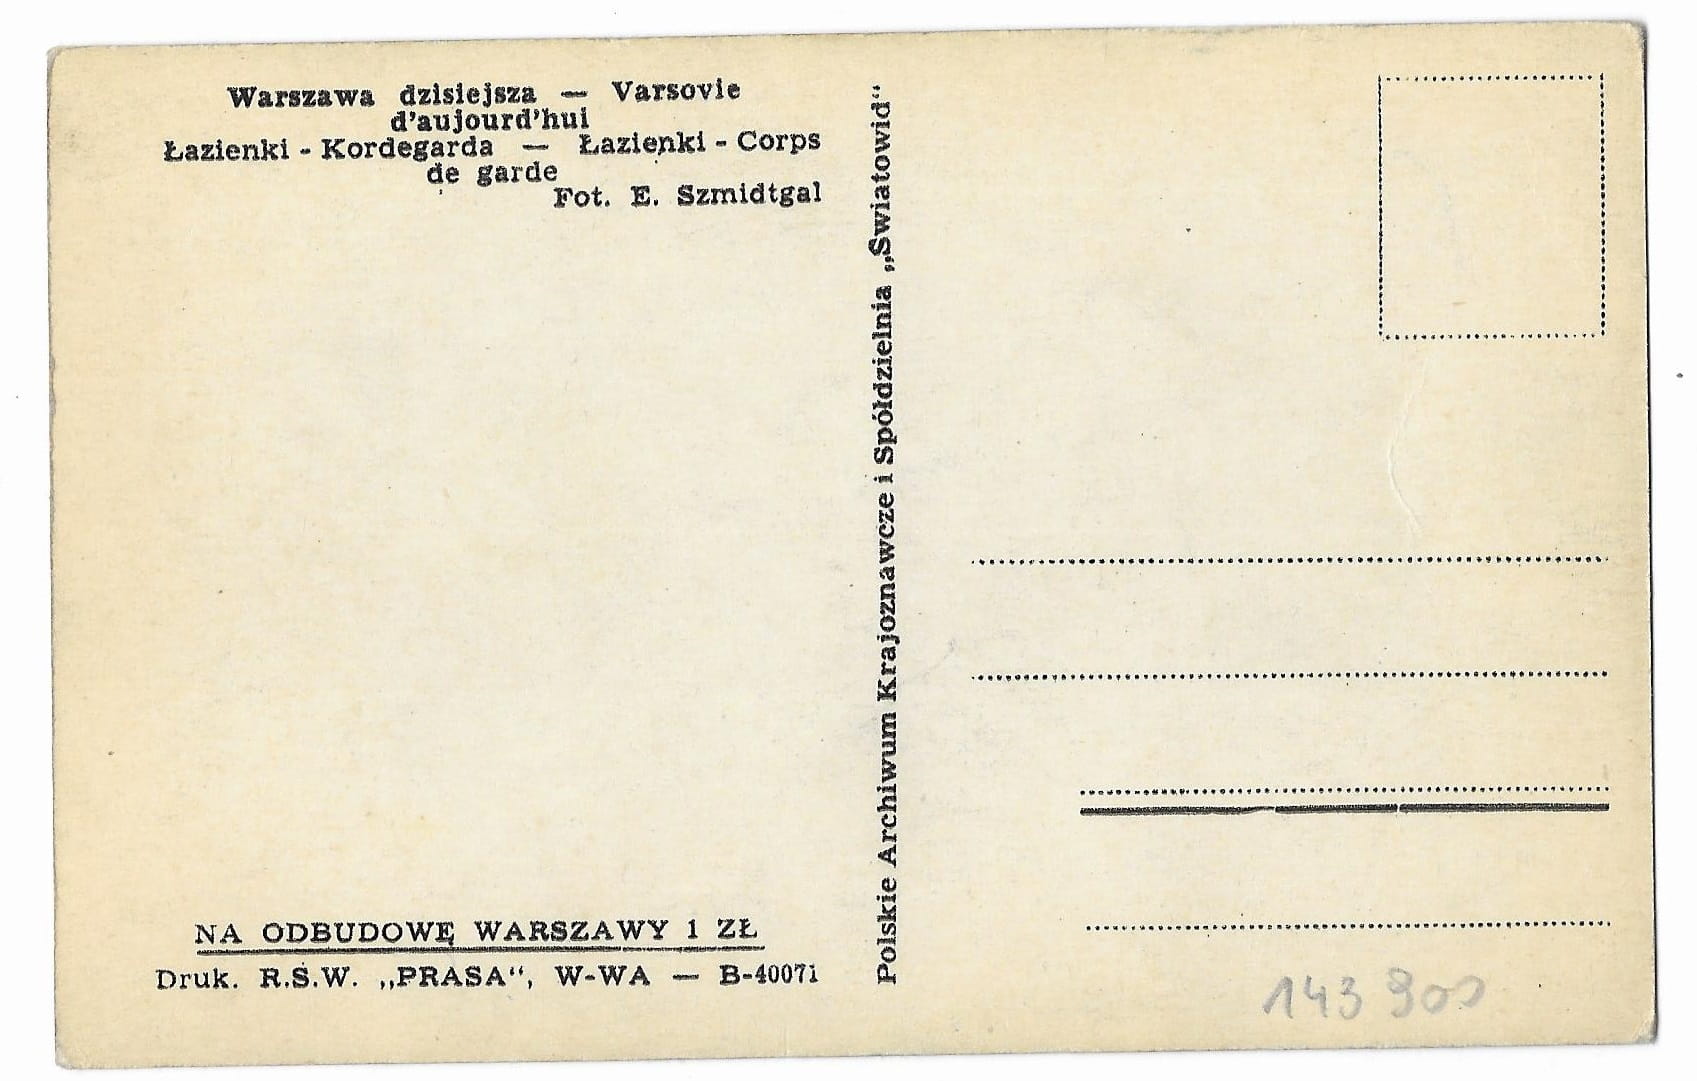 Warszawa dzisiejsza — Varsovie
d'aujourd'hui
Łazienki - Kordegarda — Łazienki - Corps
de garde
Fot. E. Szmidtgal
Polskie Archiwum Krajoznawcze i Spółdzielnia „Światowid“
NA ODBUDOWĘ WARSZAWY 1 ZŁ
Druk. R.S.W. „PRASA“, W-WA — B-40071
143 900